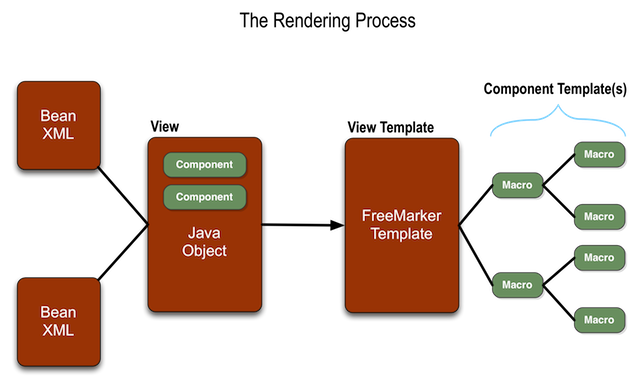 The Rendering Process
Component Template(s)
Bean
XML
View
Component
Component
Java
Object
View Template
FreeMarker
Template
Macro
Macro
Macro
Macro
Macro
Macro
Bean
XML